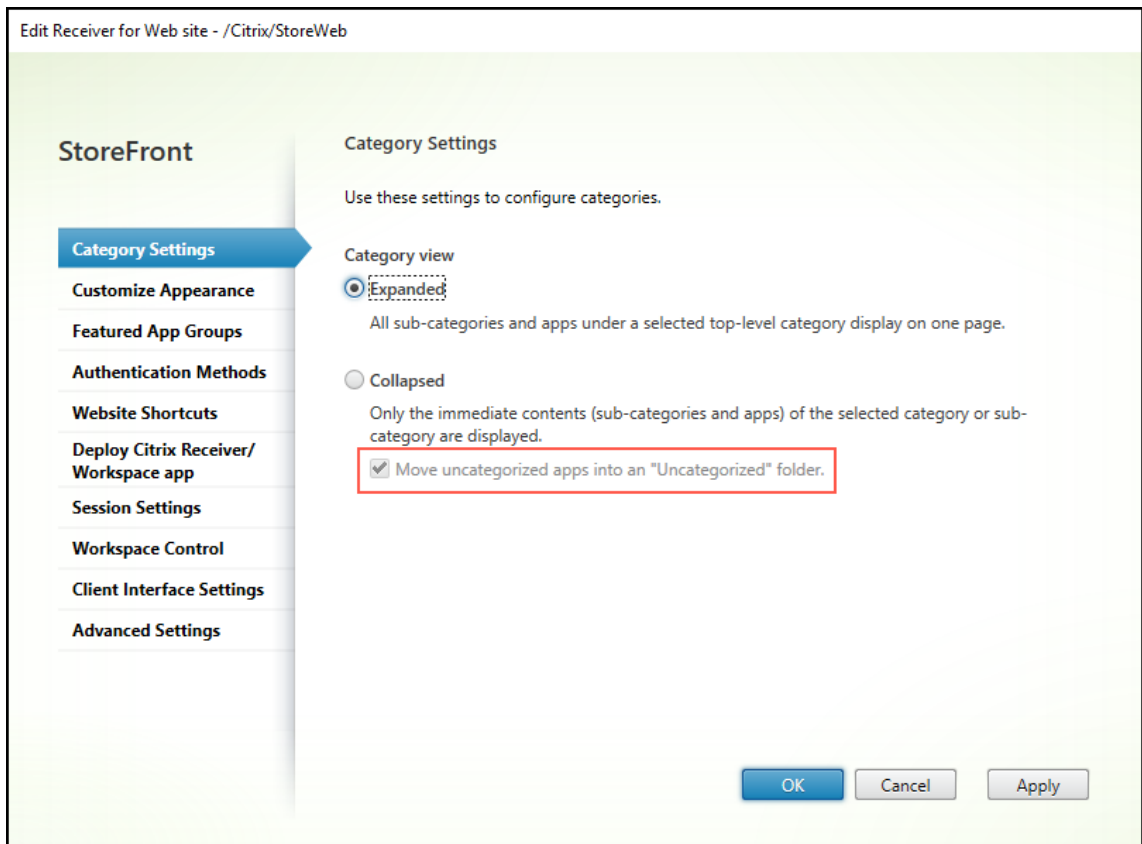 Edit Receiver for Web site - /Citrix/StoreWeb
StoreFront
Category Settings
Customize Appearance
Featured App Groups
Authentication Methods
Website Shortcuts
Deploy Citrix Receiver/
Workspace app
Session Settings
Workspace Control
Client Interface Settings
Advanced Settings
Category Settings
Use these settings to configure categories.
Category view
Expanded
All sub-categories and apps under a selected top-level category display on one page.
Collapsed
Only the immediate contents (sub-categories and apps) of the selected category or sub-
category are displayed.
Move uncategorized apps into an "Uncategorized" folder.
OK
Cancel
Apply